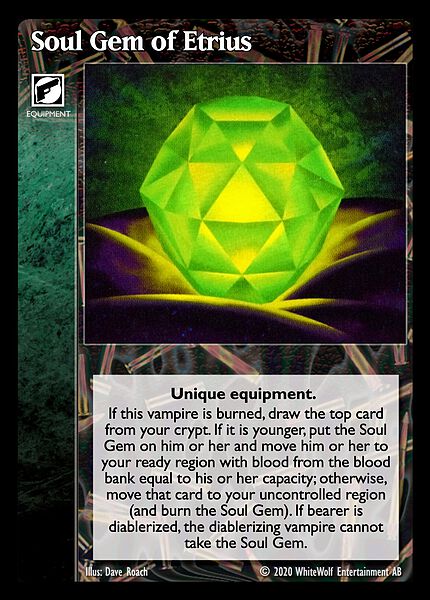 Soul Gem of Etrius
EQUIPMENT
Unique equipment.
If this vampire is burned, draw the top card
from your crypt. If it is younger, put the Soul
Gem on him or her and move him or her to
your ready region with blood from the blood
bank equal to his or her capacity; otherwise,
move that card to your uncontrolled region
(and burn the Soul Gem). If bearer is
diablerized, the diablerizing vampire cannot
take the Soul Gem.
Illus: Dave Roach
© 2020 WhiteWolf Entertainment AB